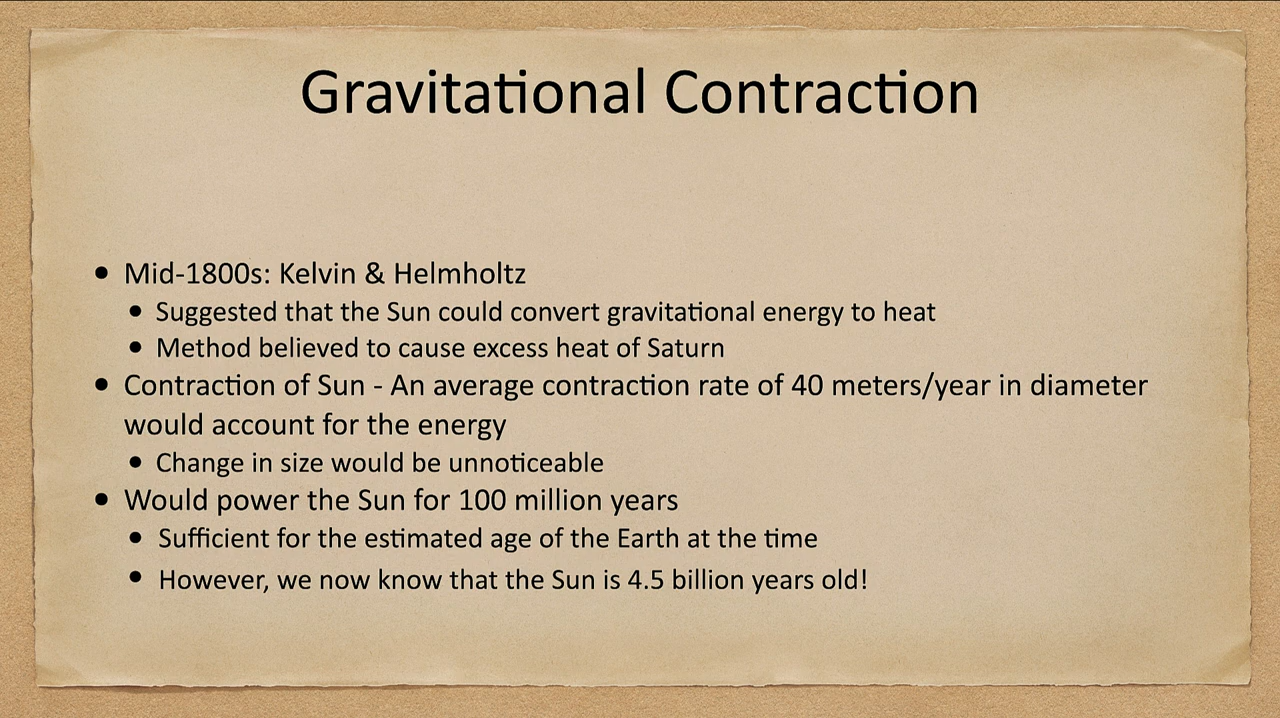 Gravitational Contraction
• Mid-1800s: Kelvin & Helmholtz
• Suggested that the Sun could convert gravitational energy to heat
• Method believed to cause excess heat of Saturn
• Contraction of Sun - An average contraction rate of 40 meters/year in diameter
would account for the energy
• Change in size would be unnoticeable
• Would power the Sun for 100 million years
• Sufficient for the estimated age of the Earth at the time
• However, we now know that the Sun is 4.5 billion years old!